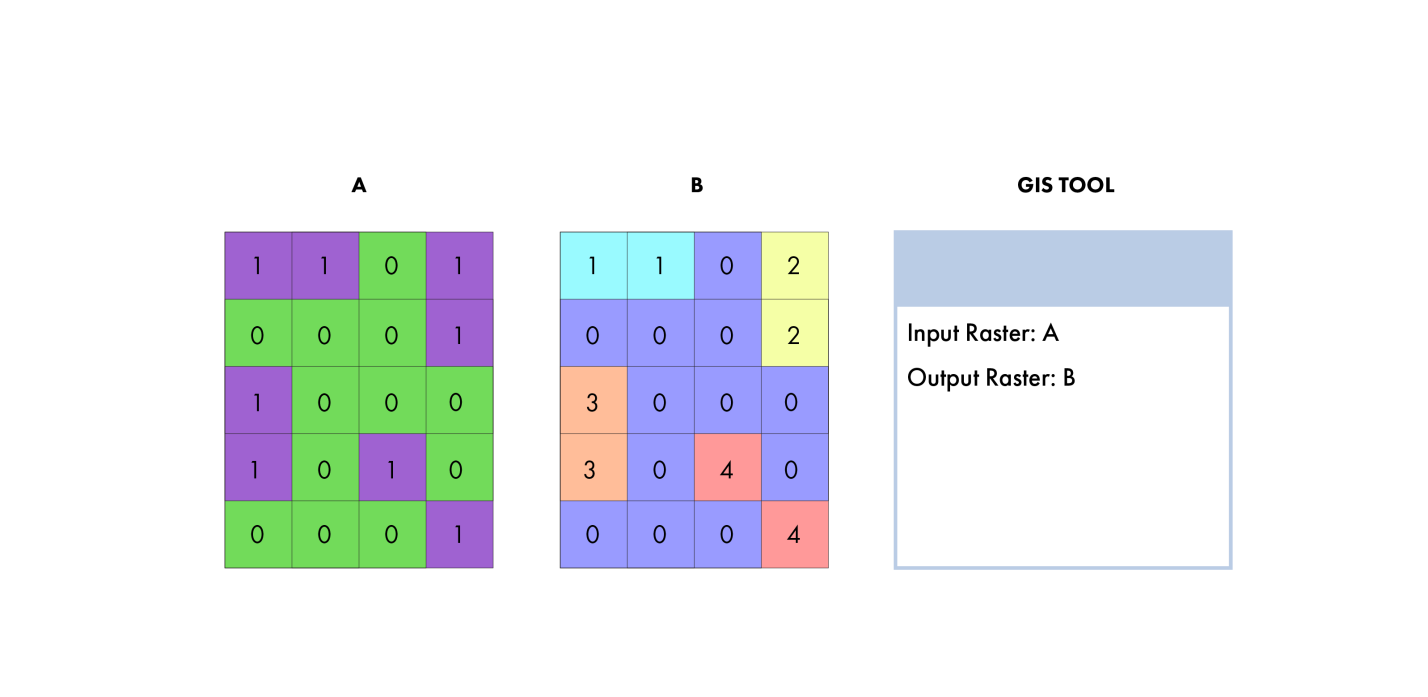 A B GIS TOOL
1 1 0 1 1 1 0 2
0 0 0 1 0 0 0 2
Input Raster: A
Output Raster: B
1 0 0 0 3 0 0 0
1 0 1 0 3 0 4 0
0 0 0 1 0 0 0 4